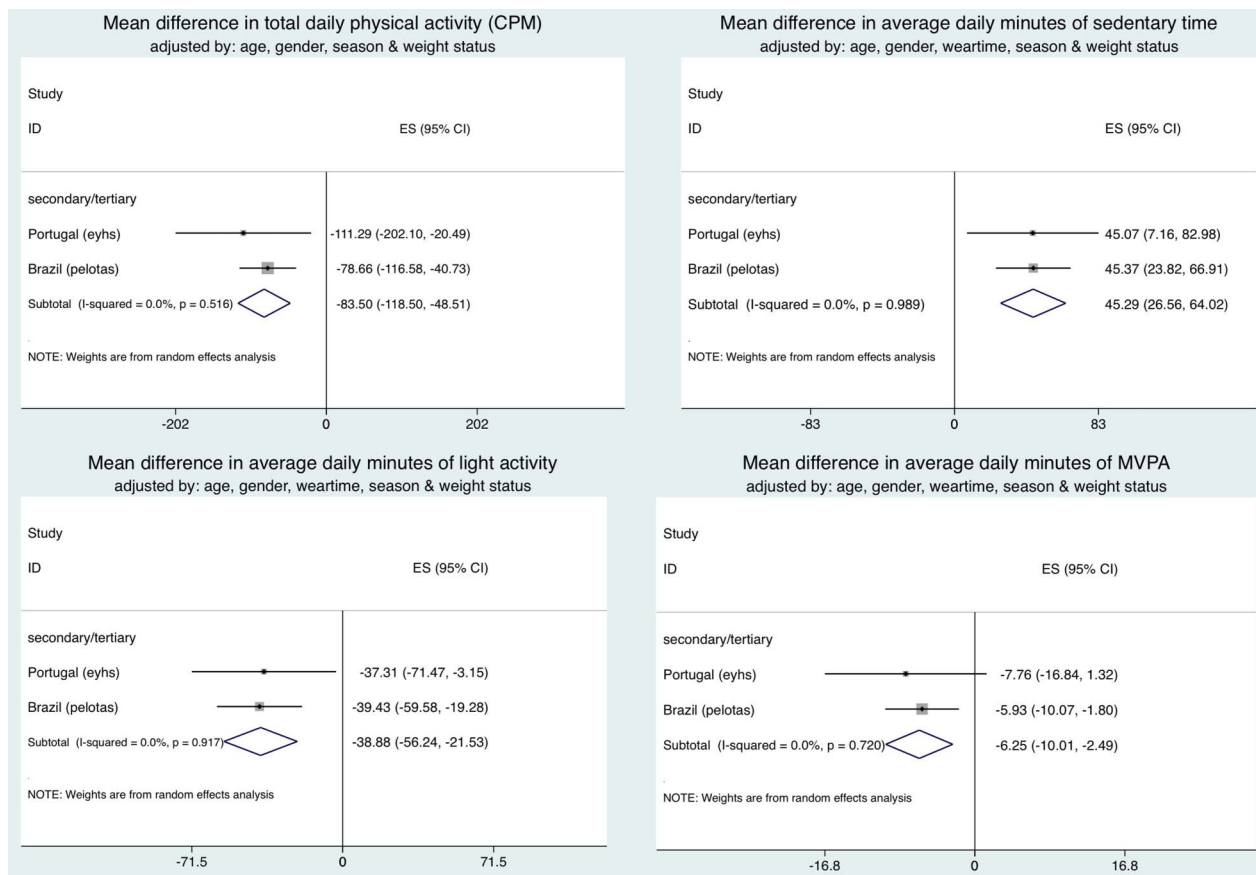 Mean difference in total daily physical activity (CPM)
adjusted by: age, gender, season & weight status
Study
ID ES (95% CI)
secondary/tertiary
Portugal (eyhs) -111.29 (-202.10, -20.49)
Brazil (pelotas) -78.66 (-116.58, -40.73)
Subtotal (I-squared = 0.0%, p = 0.516) -83.50 (-118.50, -48.51)
.
NOTE: Weights are from random effects analysis
-202 0 202
Mean difference in average daily minutes of sedentary time
adjusted by: age, gender, weartime, season & weight status
Study
ID ES (95% CI)
secondary/tertiary
Portugal (eyhs) 45.07 (7.16, 82.98)
Brazil (pelotas) 45.37 (23.82, 66.91)
Subtotal (I-squared = 0.0%, p = 0.989) 45.29 (26.56, 64.02)
.
NOTE: Weights are from random effects analysis
-83 0 83
Mean difference in average daily minutes of light activity
adjusted by: age, gender, weartime, season & weight status
Study
ID ES (95% CI)
secondary/tertiary
Portugal (eyhs) -37.31 (-71.47, -3.15)
Brazil (pelotas) -39.43 (-59.58, -19.28)
Subtotal (I-squared = 0.0%, p = 0.917) -38.88 (-56.24, -21.53)
.
NOTE: Weights are from random effects analysis
-71.5 0 71.5
Mean difference in average daily minutes of MVPA
adjusted by: age, gender, weartime, season & weight status
Study
ID ES (95% CI)
secondary/tertiary
Portugal (eyhs) -7.76 (-16.84, 1.32)
Brazil (pelotas) -5.93 (-10.07, -1.80)
Subtotal (I-squared = 0.0%, p = 0.720) -6.25 (-10.01, -2.49)
.
NOTE: Weights are from random effects analysis
-16.8 0 16.8